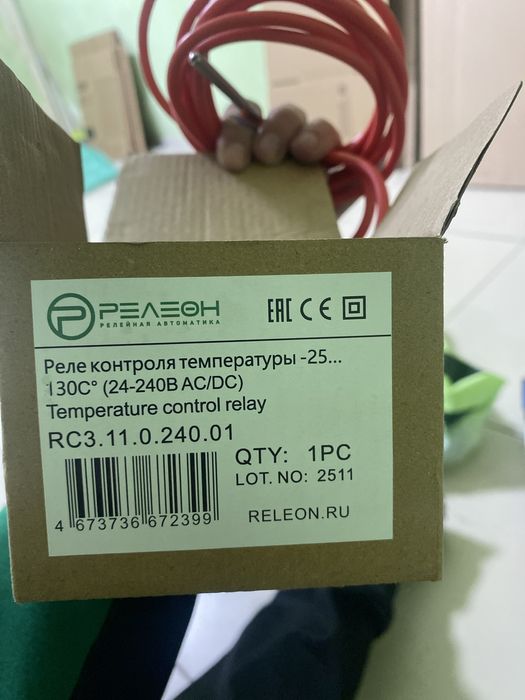 РЕЛЕОН
РЕЛЕЙНАЯ АВТОМАТИКА
EAC CE
Реле контроля температуры -25...
130C° (24-240В AC/DC)
Temperature control relay
RC3.11.0.240.01
QTY: 1PC
LOT. NO: 2511
4 673736 672399
RELEON.RU